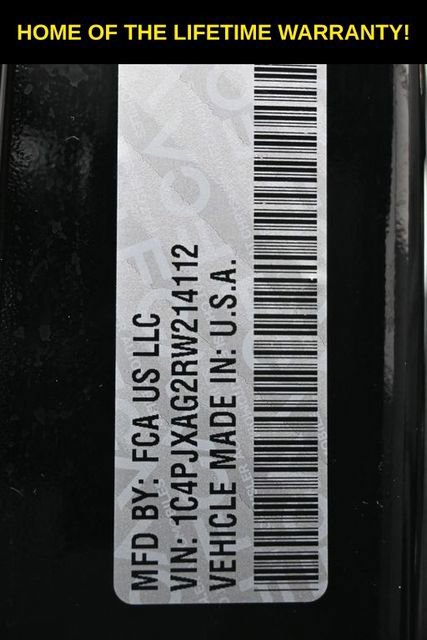 HOME OF THE LIFETIME WARRANTY!
MFD BY: FCA US LLC
VIN: 1C4PJXAG2RW214112
VEHICLE MADE IN: U.S.A.